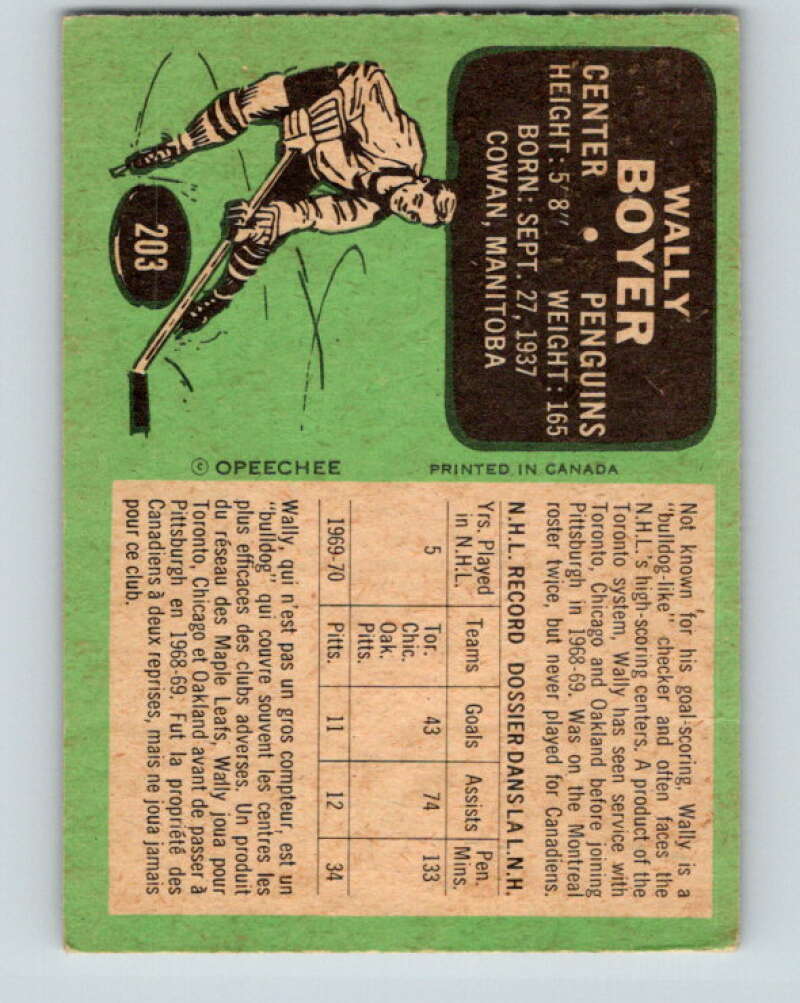 WALLY
BOYER
CENTER • PENGUINS
HEIGHT: 5'8" WEIGHT: 165
BORN: SEPT. 27, 1937
COWAN, MANITOBA
203
© OPEECHEE
PRINTED IN CANADA
Not known for his goal-scoring, Wally is a
"bulldog-like" checker and often faces the
N.H.L.'s high-scoring centers. A product of the
Toronto system, Wally has seen service with
Toronto, Chicago and Oakland before joining
Pittsburgh in 1968-69. Was on the Montreal
roster twice, but never played for Canadiens.
N.H.L. RECORD DOSSIER DANS LA L.N.H.
Yrs. Played in N.H.L. Teams Goals Assists Pen. Mins.
5 Tor. Chic. Oak. Pitts. 43 74 133
1969-70 Pitts. 11 12 34
Wally, qui n'est pas un gros compteur, est un
"bulldog" qui couvre souvent les centres les
plus efficaces des clubs adverses. Un produit
du réseau des Maple Leafs, Wally joua pour
Toronto, Chicago et Oakland avant de passer à
Pittsburgh en 1968-69. Fut la propriété des
Canadiens à deux reprises, mais ne joua jamais
pour ce club.